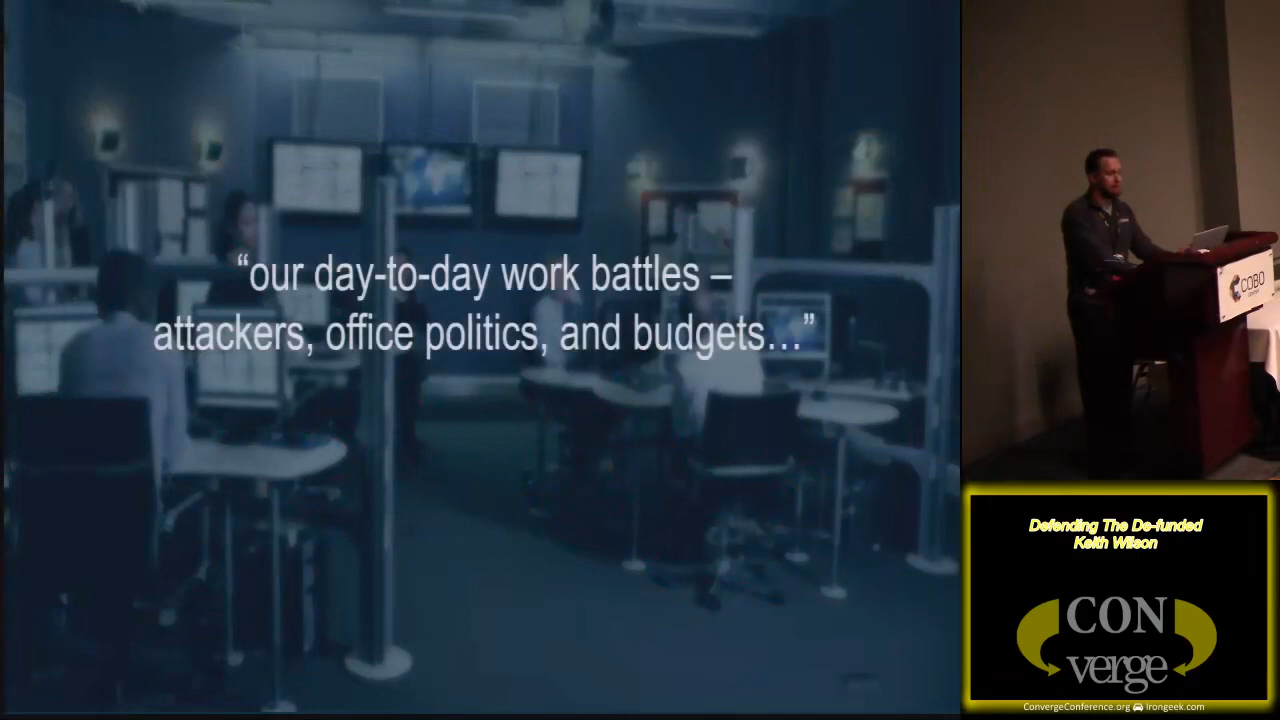 “our day-to-day work battles –
attackers, office politics, and budgets…”
COBO
Defending The De-funded
Keith Wilson
CON
verge
ConvergeConference.org Irongeek.com